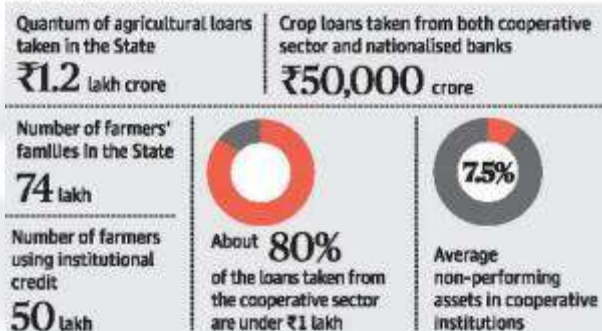 Quantum of agricultural loans
taken in the State
₹1.2 lakh crore
Crop loans taken from both cooperative
sector and nationalised banks
₹50,000 crore
Number of farmers'
families in the State
74 lakh
Number of farmers
using institutional
credit
50 lakh
About 80%
of the loans taken from
the cooperative sector
are under ₹1 lakh
7.5%
Average
non-performing
assets in cooperative
institutions